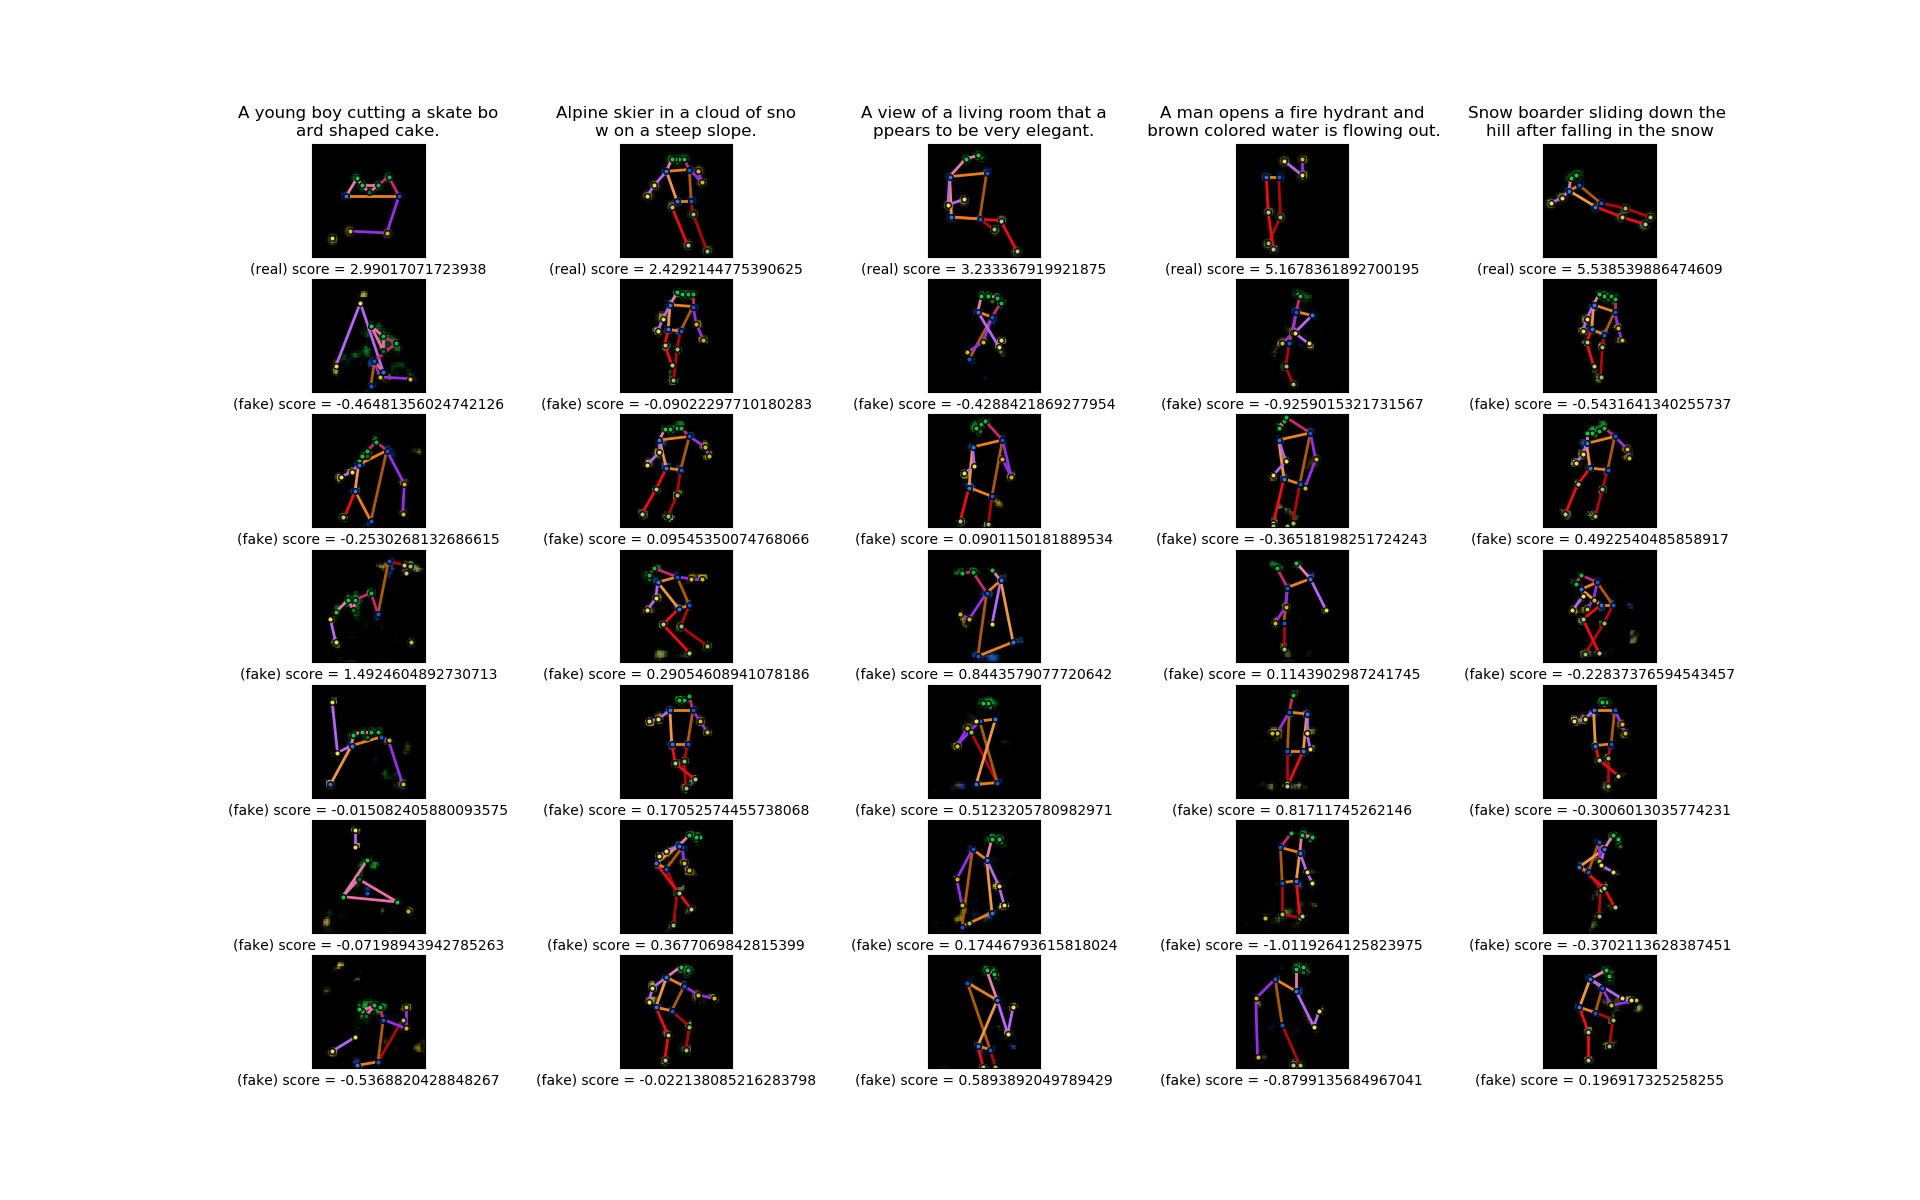 A young boy cutting a skate bo
ard shaped cake.
Alpine skier in a cloud of sno
w on a steep slope.
A view of a living room that a
ppears to be very elegant.
A man opens a fire hydrant and
brown colored water is flowing out.
Snow boarder sliding down the
hill after falling in the snow
(real) score = 2.99017071723938
(real) score = 2.4292144775390625
(real) score = 3.233367919921875
(real) score = 5.1678361892700195
(real) score = 5.538539886474609
(fake) score = -0.46481356024742126
(fake) score = -0.09022297710180283
(fake) score = -0.4288421869277954
(fake) score = -0.9259015321731567
(fake) score = -0.5431641340255737
(fake) score = -0.2530268132686615
(fake) score = 0.09545350074768066
(fake) score = 0.0901150181889534
(fake) score = -0.36518198251724243
(fake) score = 0.4922540485858917
(fake) score = 1.4924604892730713
(fake) score = 0.29054608941078186
(fake) score = 0.8443579077720642
(fake) score = 0.1143902987241745
(fake) score = -0.22837376594543457
(fake) score = -0.015082405880093575
(fake) score = 0.17052574455738068
(fake) score = 0.5123205780982971
(fake) score = 0.81711745262146
(fake) score = -0.3006013035774231
(fake) score = -0.07198943942785263
(fake) score = 0.3677069842815399
(fake) score = 0.17446793615818024
(fake) score = -1.0119264125823975
(fake) score = -0.3702113628387451
(fake) score = -0.5368820428848267
(fake) score = -0.022138085216283798
(fake) score = 0.5893892049789429
(fake) score = -0.8799135684967041
(fake) score = 0.196917325258255